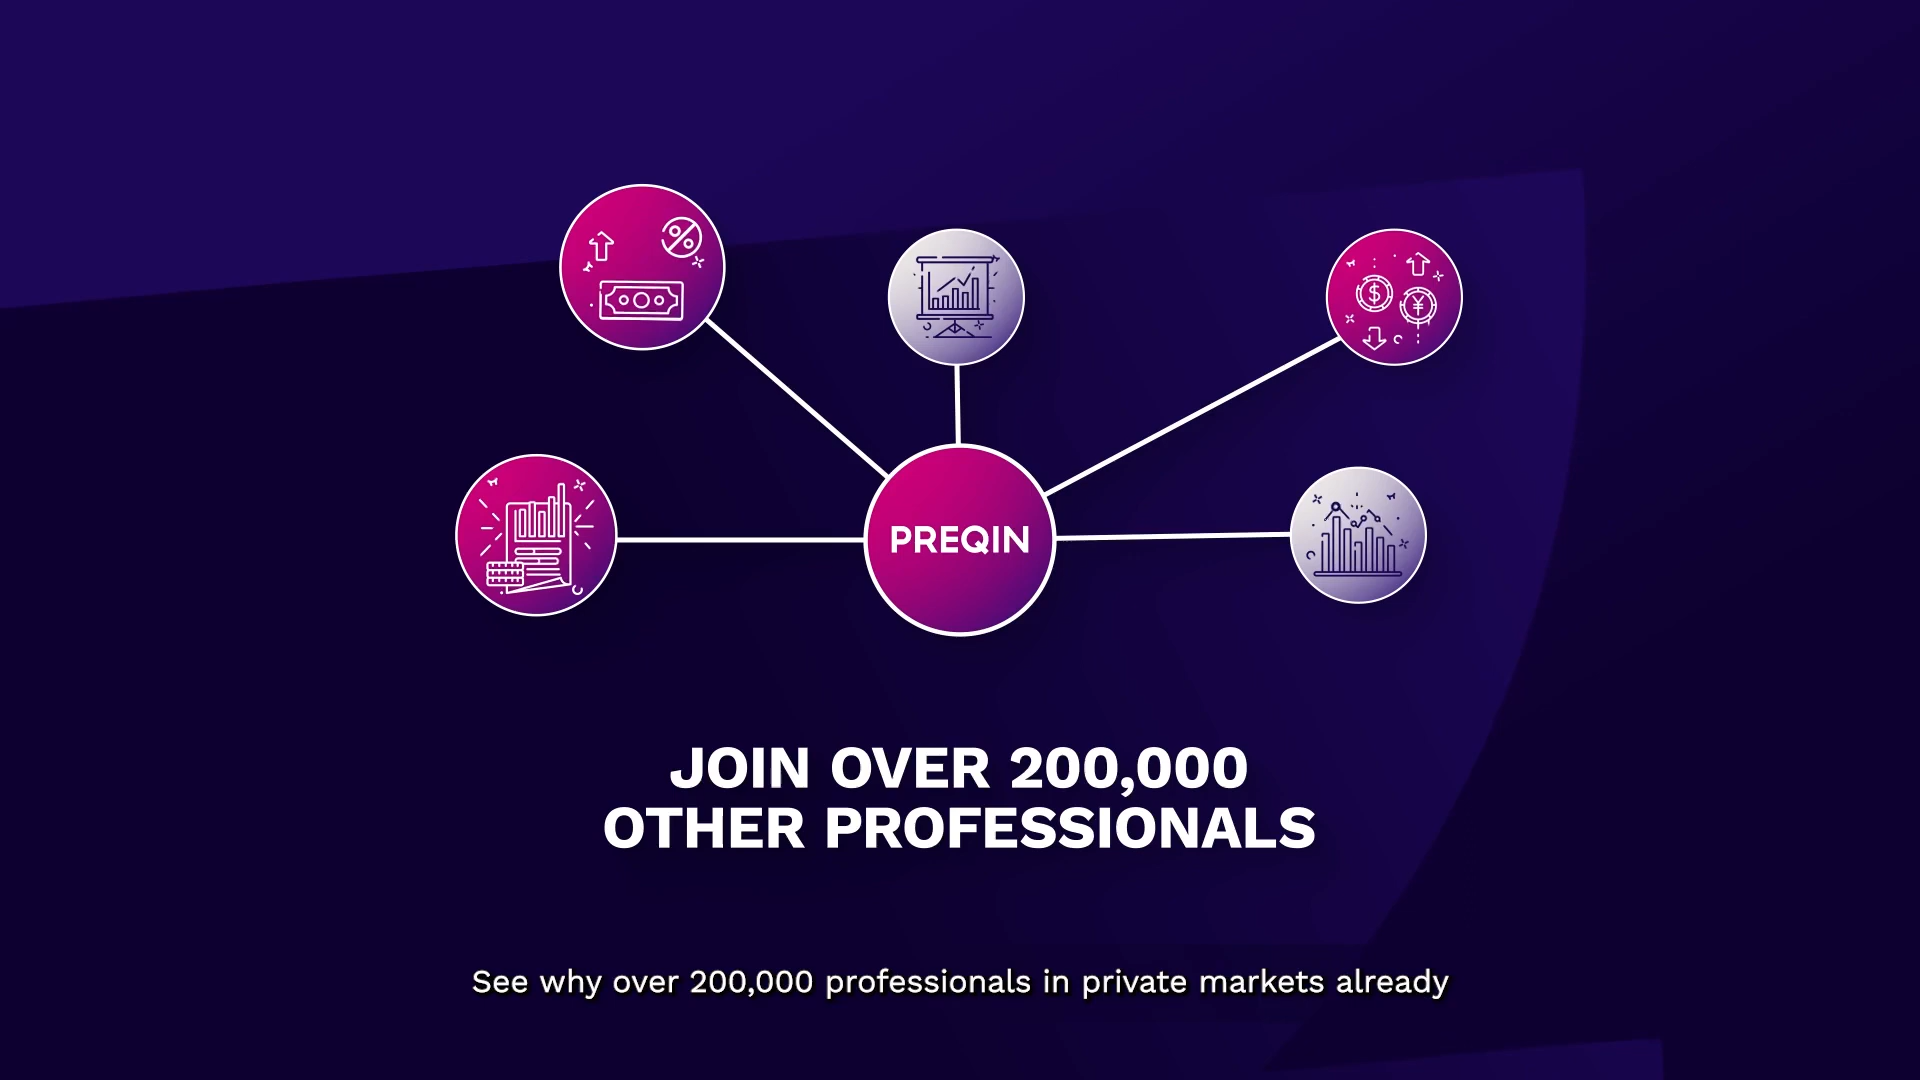 PREQIN
JOIN OVER 200,000
OTHER PROFESSIONALS
See why over 200,000 professionals in private markets already